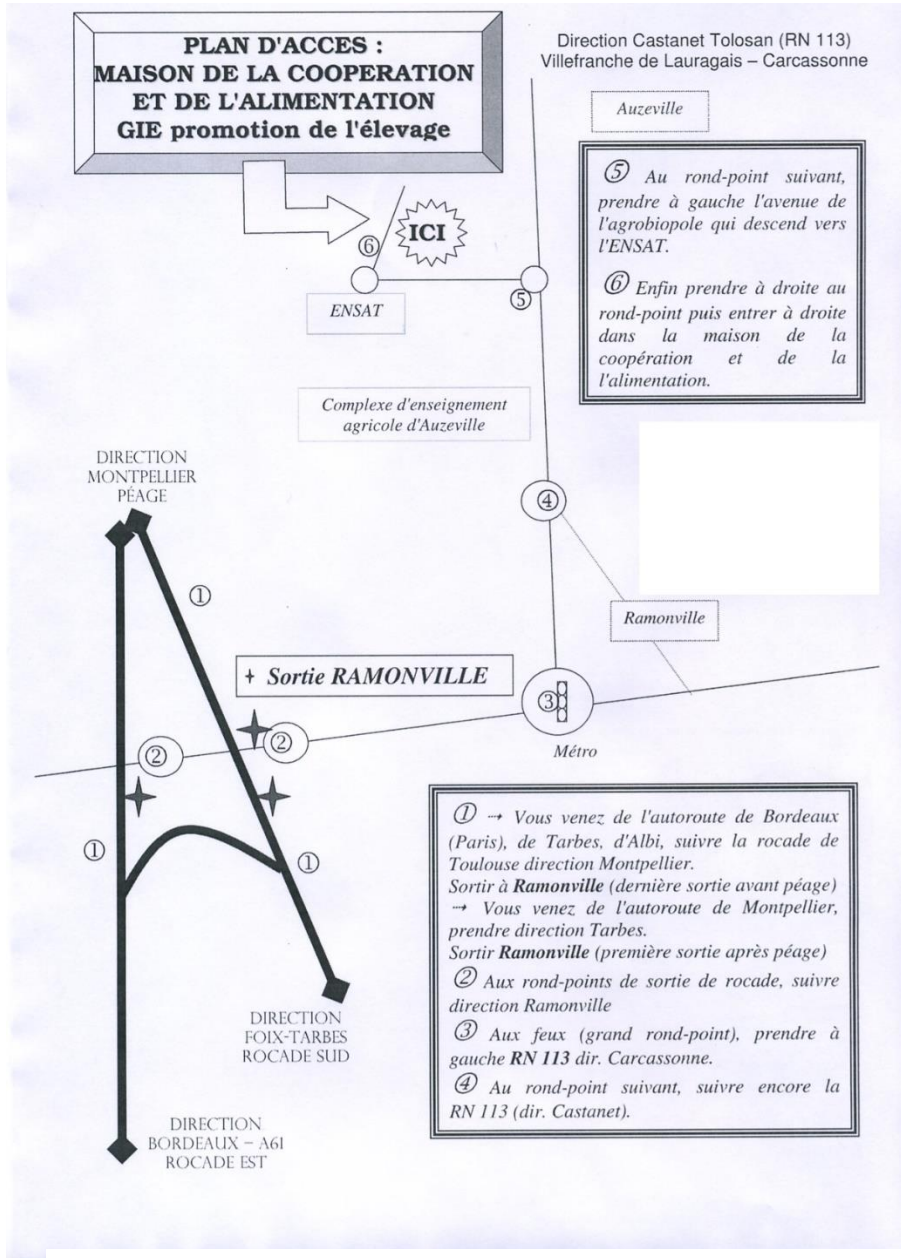 PLAN D'ACCES :
MAISON DE LA COOPERATION
ET DE L'ALIMENTATION
GIE promotion de l'élevage
Direction Castanet Tolosan (RN 113)
Villefranche de Lauragais – Carcassonne
Auzeville
⑤ Au rond-point suivant,
prendre à gauche l'avenue de
l'agrobiopole qui descend vers
l'ENSAT.
⑥ Enfin prendre à droite au
rond-point puis entrer à droite
dans la maison de la
coopération et de la
l'alimentation.
ICI
⑥
⑤
ENSAT
Complexe d'enseignement
agricole d'Auzeville
DIRECTION
MONTPELLIER
PÉAGE
④
①
Ramonville
+ Sortie RAMONVILLE
③
②
②
Métro
①
①
① → Vous venez de l'autoroute de Bordeaux
(Paris), de Tarbes, d'Albi, suivre la rocade de
Toulouse direction Montpellier.
Sortir à Ramonville (dernière sortie avant péage)
→ Vous venez de l'autoroute de Montpellier,
prendre direction Tarbes.
Sortir Ramonville (première sortie après péage)
② Aux rond-points de sortie de rocade, suivre
direction Ramonville
③ Aux feux (grand rond-point), prendre à
gauche RN 113 dir. Carcassonne.
④ Au rond-point suivant, suivre encore la
RN 113 (dir. Castanet).
DIRECTION
FOIX-TARBES
ROCADE SUD
DIRECTION
BORDEAUX – A61
ROCADE EST